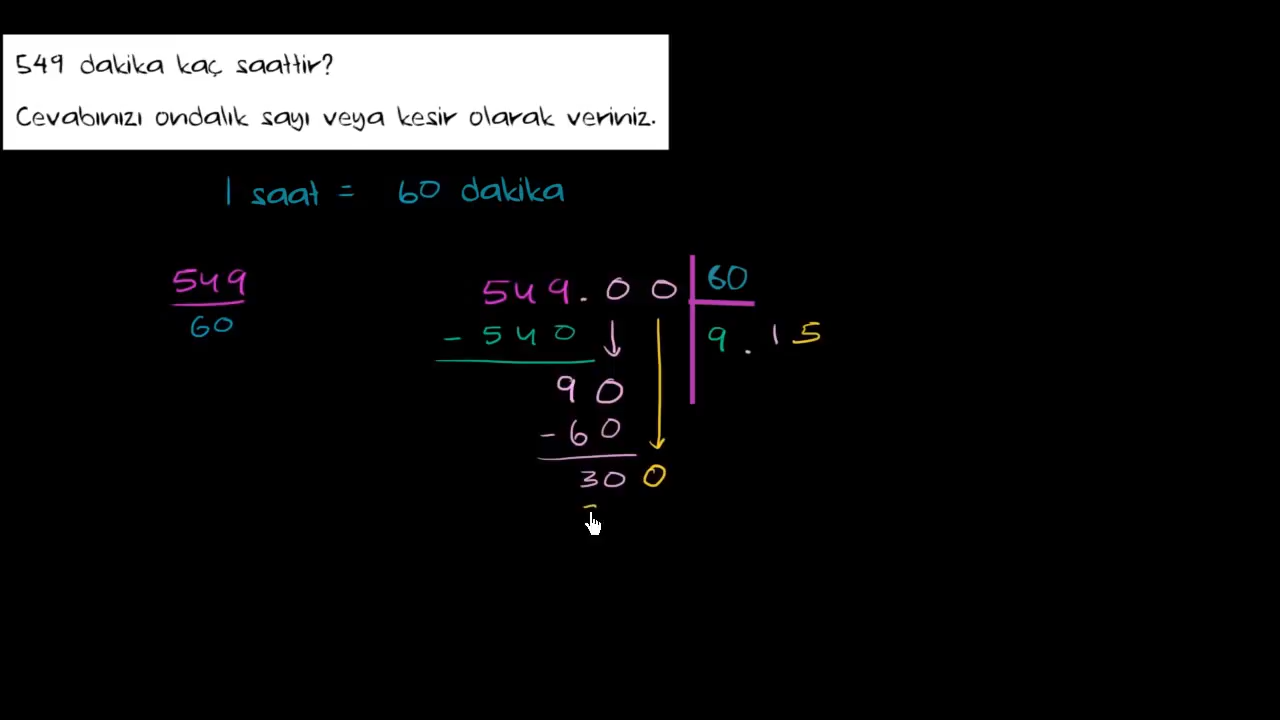 549 dakika kaç saattir?
Cevabınızı ondalık sayı veya kesir olarak veriniz.
1 saat = 60 dakika
549
60
549.00 60
- 540 9.15
90
- 60
300
-